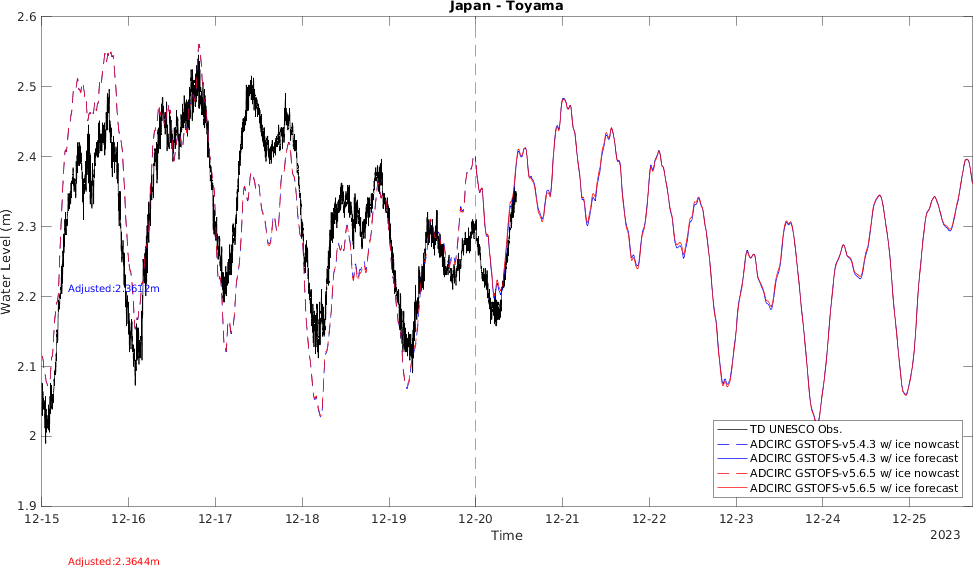 Japan - Toyama
2.6
2.5
2.4
2.3
2.2
2.1
2
1.9
Water Level (m)
Adjusted:2.3612m
TD UNESCO Obs.
ADCIRC GSTOFS-v5.4.3 w/ ice nowcast
ADCIRC GSTOFS-v5.4.3 w/ ice forecast
ADCIRC GSTOFS-v5.6.5 w/ ice nowcast
ADCIRC GSTOFS-v5.6.5 w/ ice forecast
12-15 12-16 12-17 12-18 12-19 12-20 12-21 12-22 12-23 12-24 12-25
Time
2023
Adjusted:2.3644m